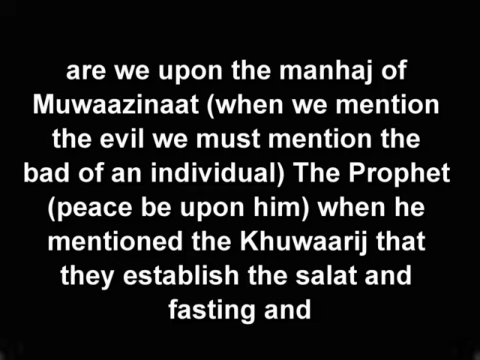 are we upon the manhaj of
Muwaazinaat (when we mention
the evil we must mention the
bad of an individual) The Prophet
(peace be upon him) when he
mentioned the Khuwaarij that
they establish the salat and
fasting and